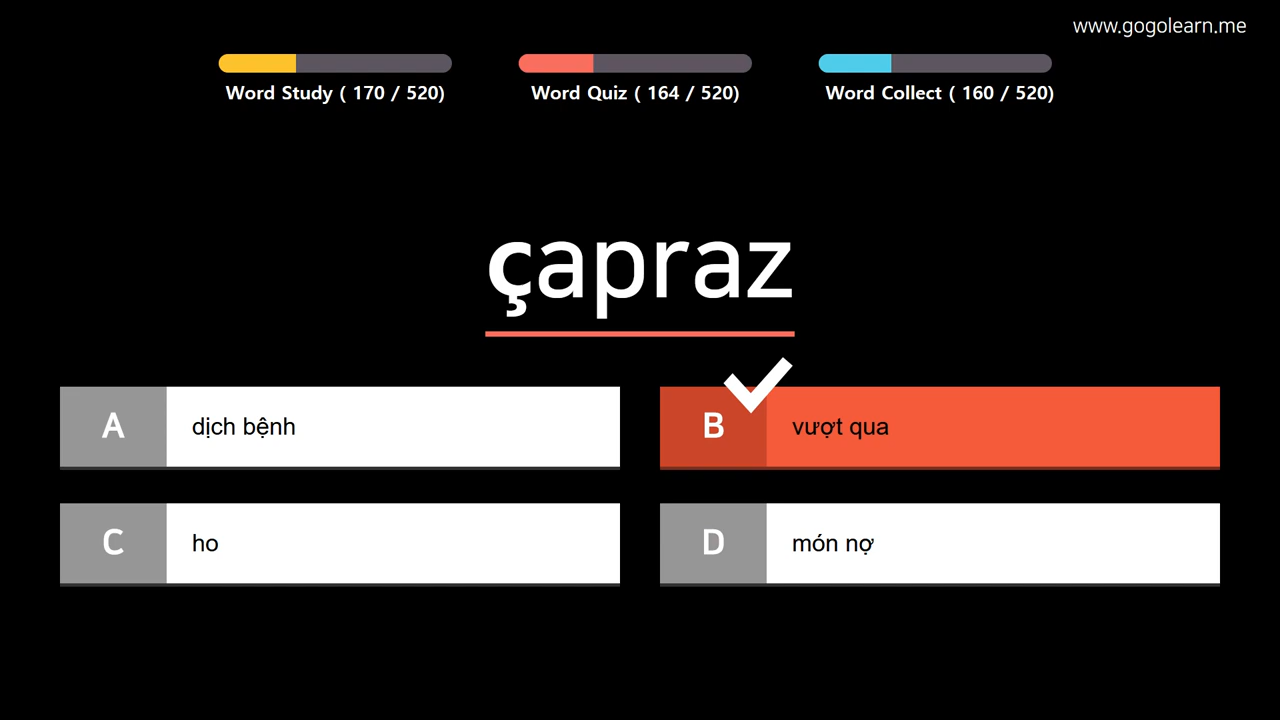 www.gogolearn.me
Word Study ( 170 / 520)
Word Quiz ( 164 / 520)
Word Collect ( 160 / 520)
çapraz
A
dịch bệnh
B
vượt qua
C
ho
D
món nợ